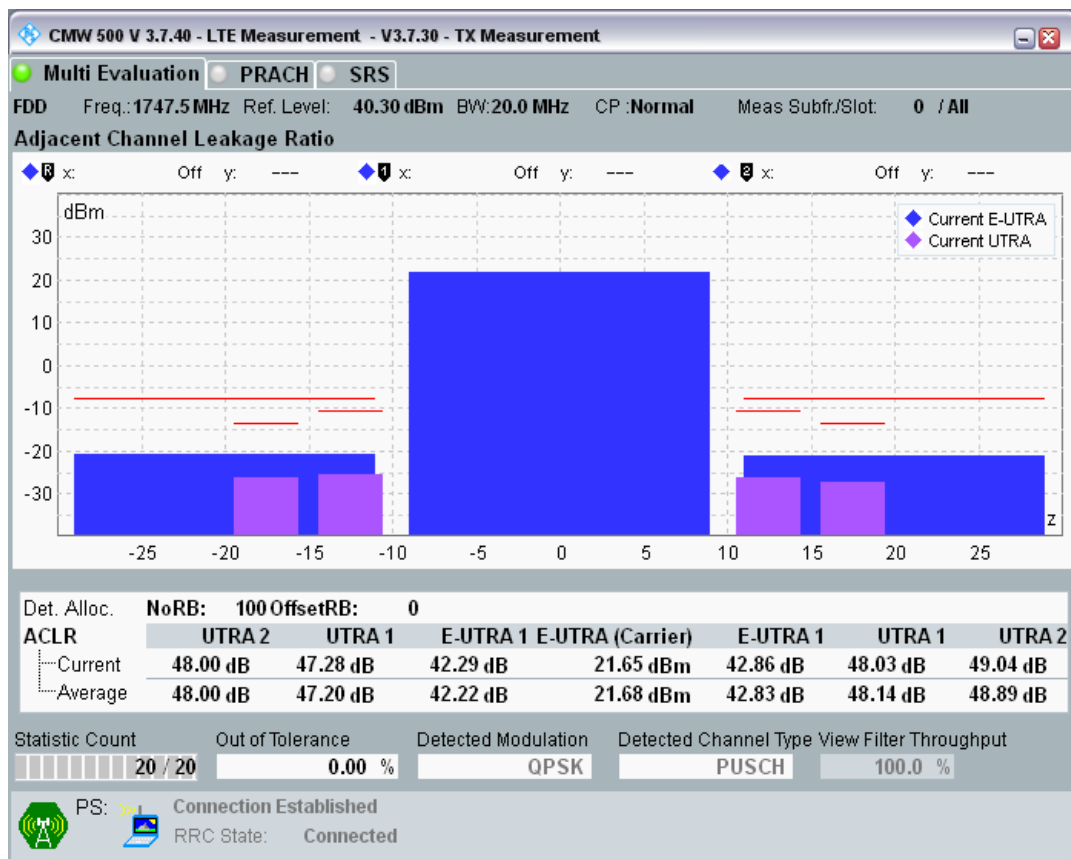 CMW 500 V 3.7.40 - LTE Measurement - V3.7.30 - TX Measurement
Multi Evaluation PRACH SRS
FDD Freq.:1747.5 MHz Ref. Level: 40.30 dBm BW:20.0 MHz CP :Normal Meas Subfr./Slot: 0 / All
Adjacent Channel Leakage Ratio
R x: Off y: --- 1 x: Off y: --- 2 x: Off y: ---
dBm
Current E-UTRA
Current UTRA
30
20
10
0
-10
-20
-30
z
-25 -20 -15 -10 -5 0 5 10 15 20 25
Det. Alloc. NoRB: 100 OffsetRB: 0
ACLR UTRA 2 UTRA 1 E-UTRA 1 E-UTRA (Carrier) E-UTRA 1 UTRA 1 UTRA 2
Current 48.00 dB 47.28 dB 42.29 dB 21.65 dBm 42.86 dB 48.03 dB 49.04 dB
Average 48.00 dB 47.20 dB 42.22 dB 21.68 dBm 42.83 dB 48.14 dB 48.89 dB
Statistic Count Out of Tolerance Detected Modulation Detected Channel Type View Filter Throughput
20 / 20 0.00 % QPSK PUSCH 100.0 %
PS: Connection Established
RRC State: Connected